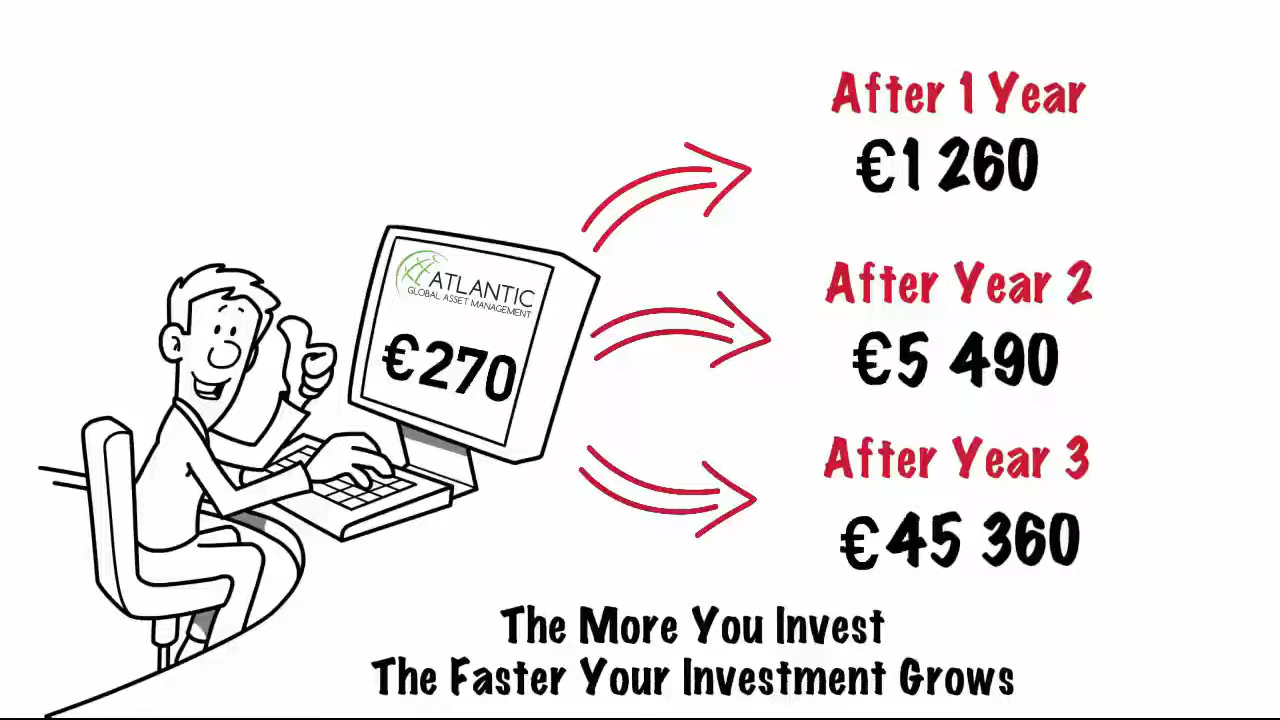 After 1 Year
€1 260
ATLANTIC
GLOBAL ASSET MANAGEMENT
€270
After Year 2
€5 490
After Year 3
€45 360
The More You Invest
The Faster Your Investment Grows